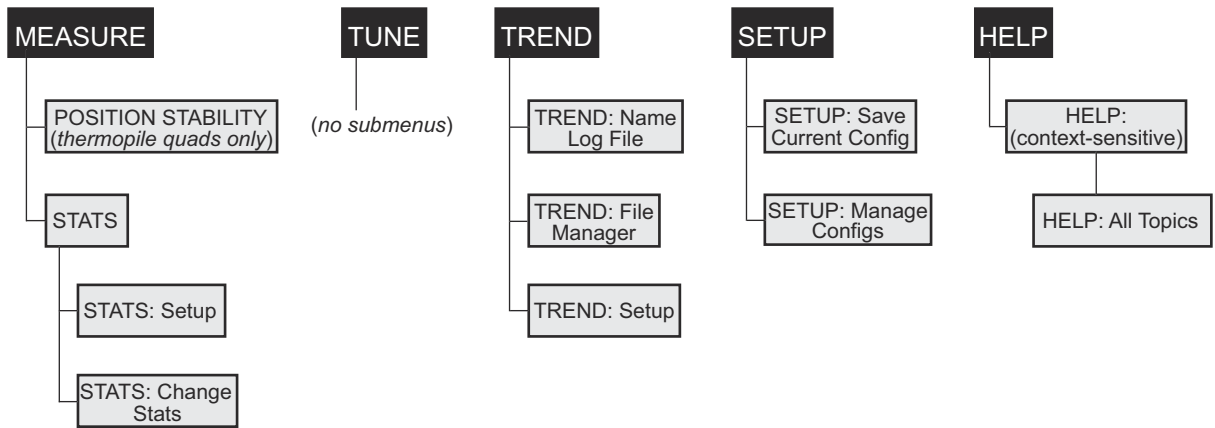 MEASURE
POSITION STABILITY
(thermopile quads only)
STATS
STATS: Setup
STATS: Change
Stats
TUNE
(no submenus)
TREND
TREND: Name
Log File
TREND: File
Manager
TREND: Setup
SETUP
SETUP: Save
Current Config
SETUP: Manage
Configs
HELP
HELP:
(context-sensitive)
HELP: All Topics